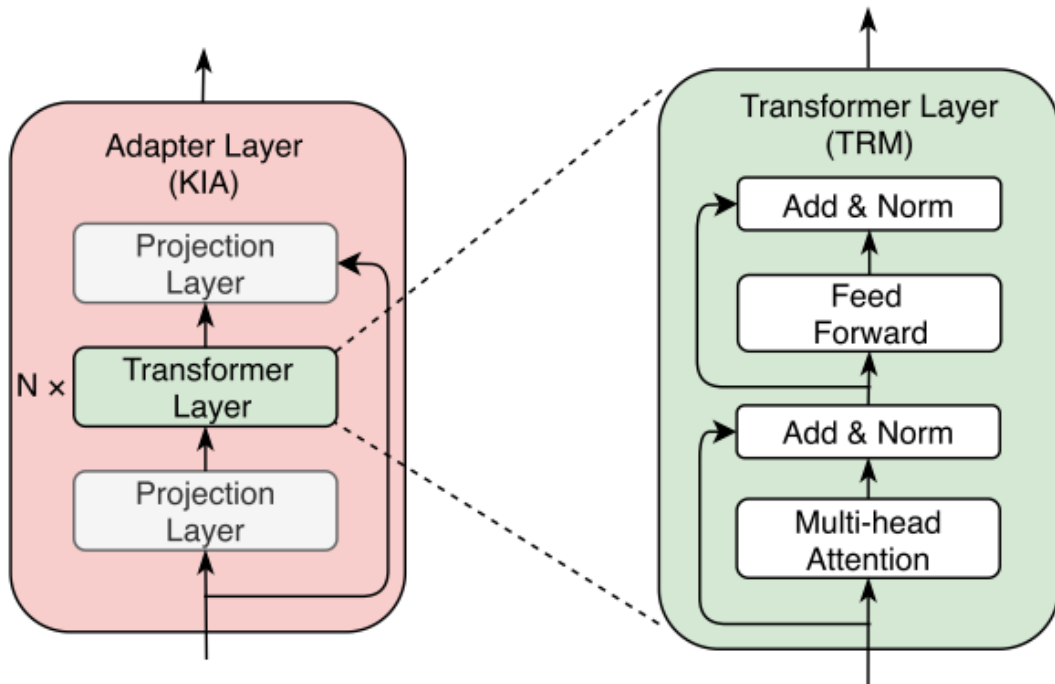 Adapter Layer
(KIA)
Projection
Layer
N ×
Transformer
Layer
Projection
Layer
Transformer Layer
(TRM)
Add & Norm
Feed
Forward
Add & Norm
Multi-head
Attention